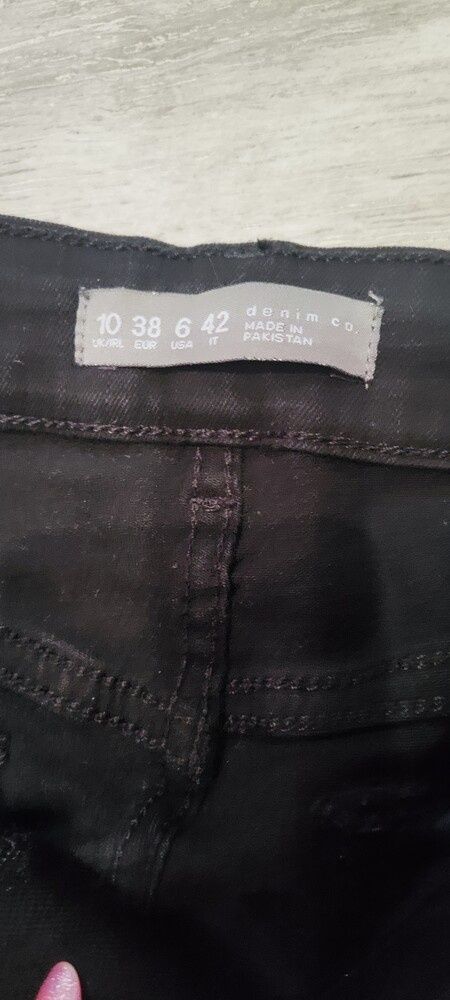 10 38 6 42 denim co.
UK/IRL EUR USA IT MADE IN
PAKISTAN